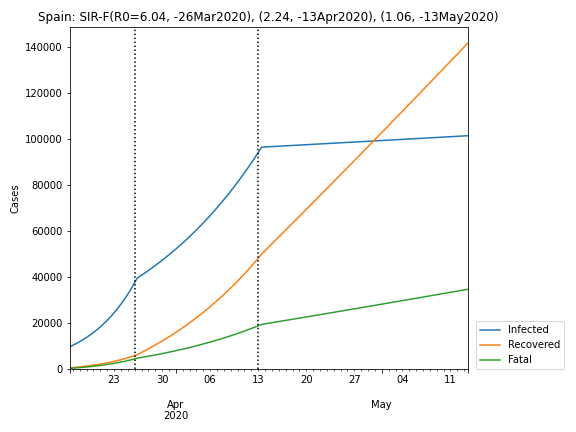 Spain: SIR-F(R0=6.04, -26Mar2020), (2.24, -13Apr2020), (1.06, -13May2020)
140000
120000
100000
80000
60000
40000
20000
0
Cases
23 30 06 13 20 27 04 11
Apr May
2020
Infected
Recovered
Fatal